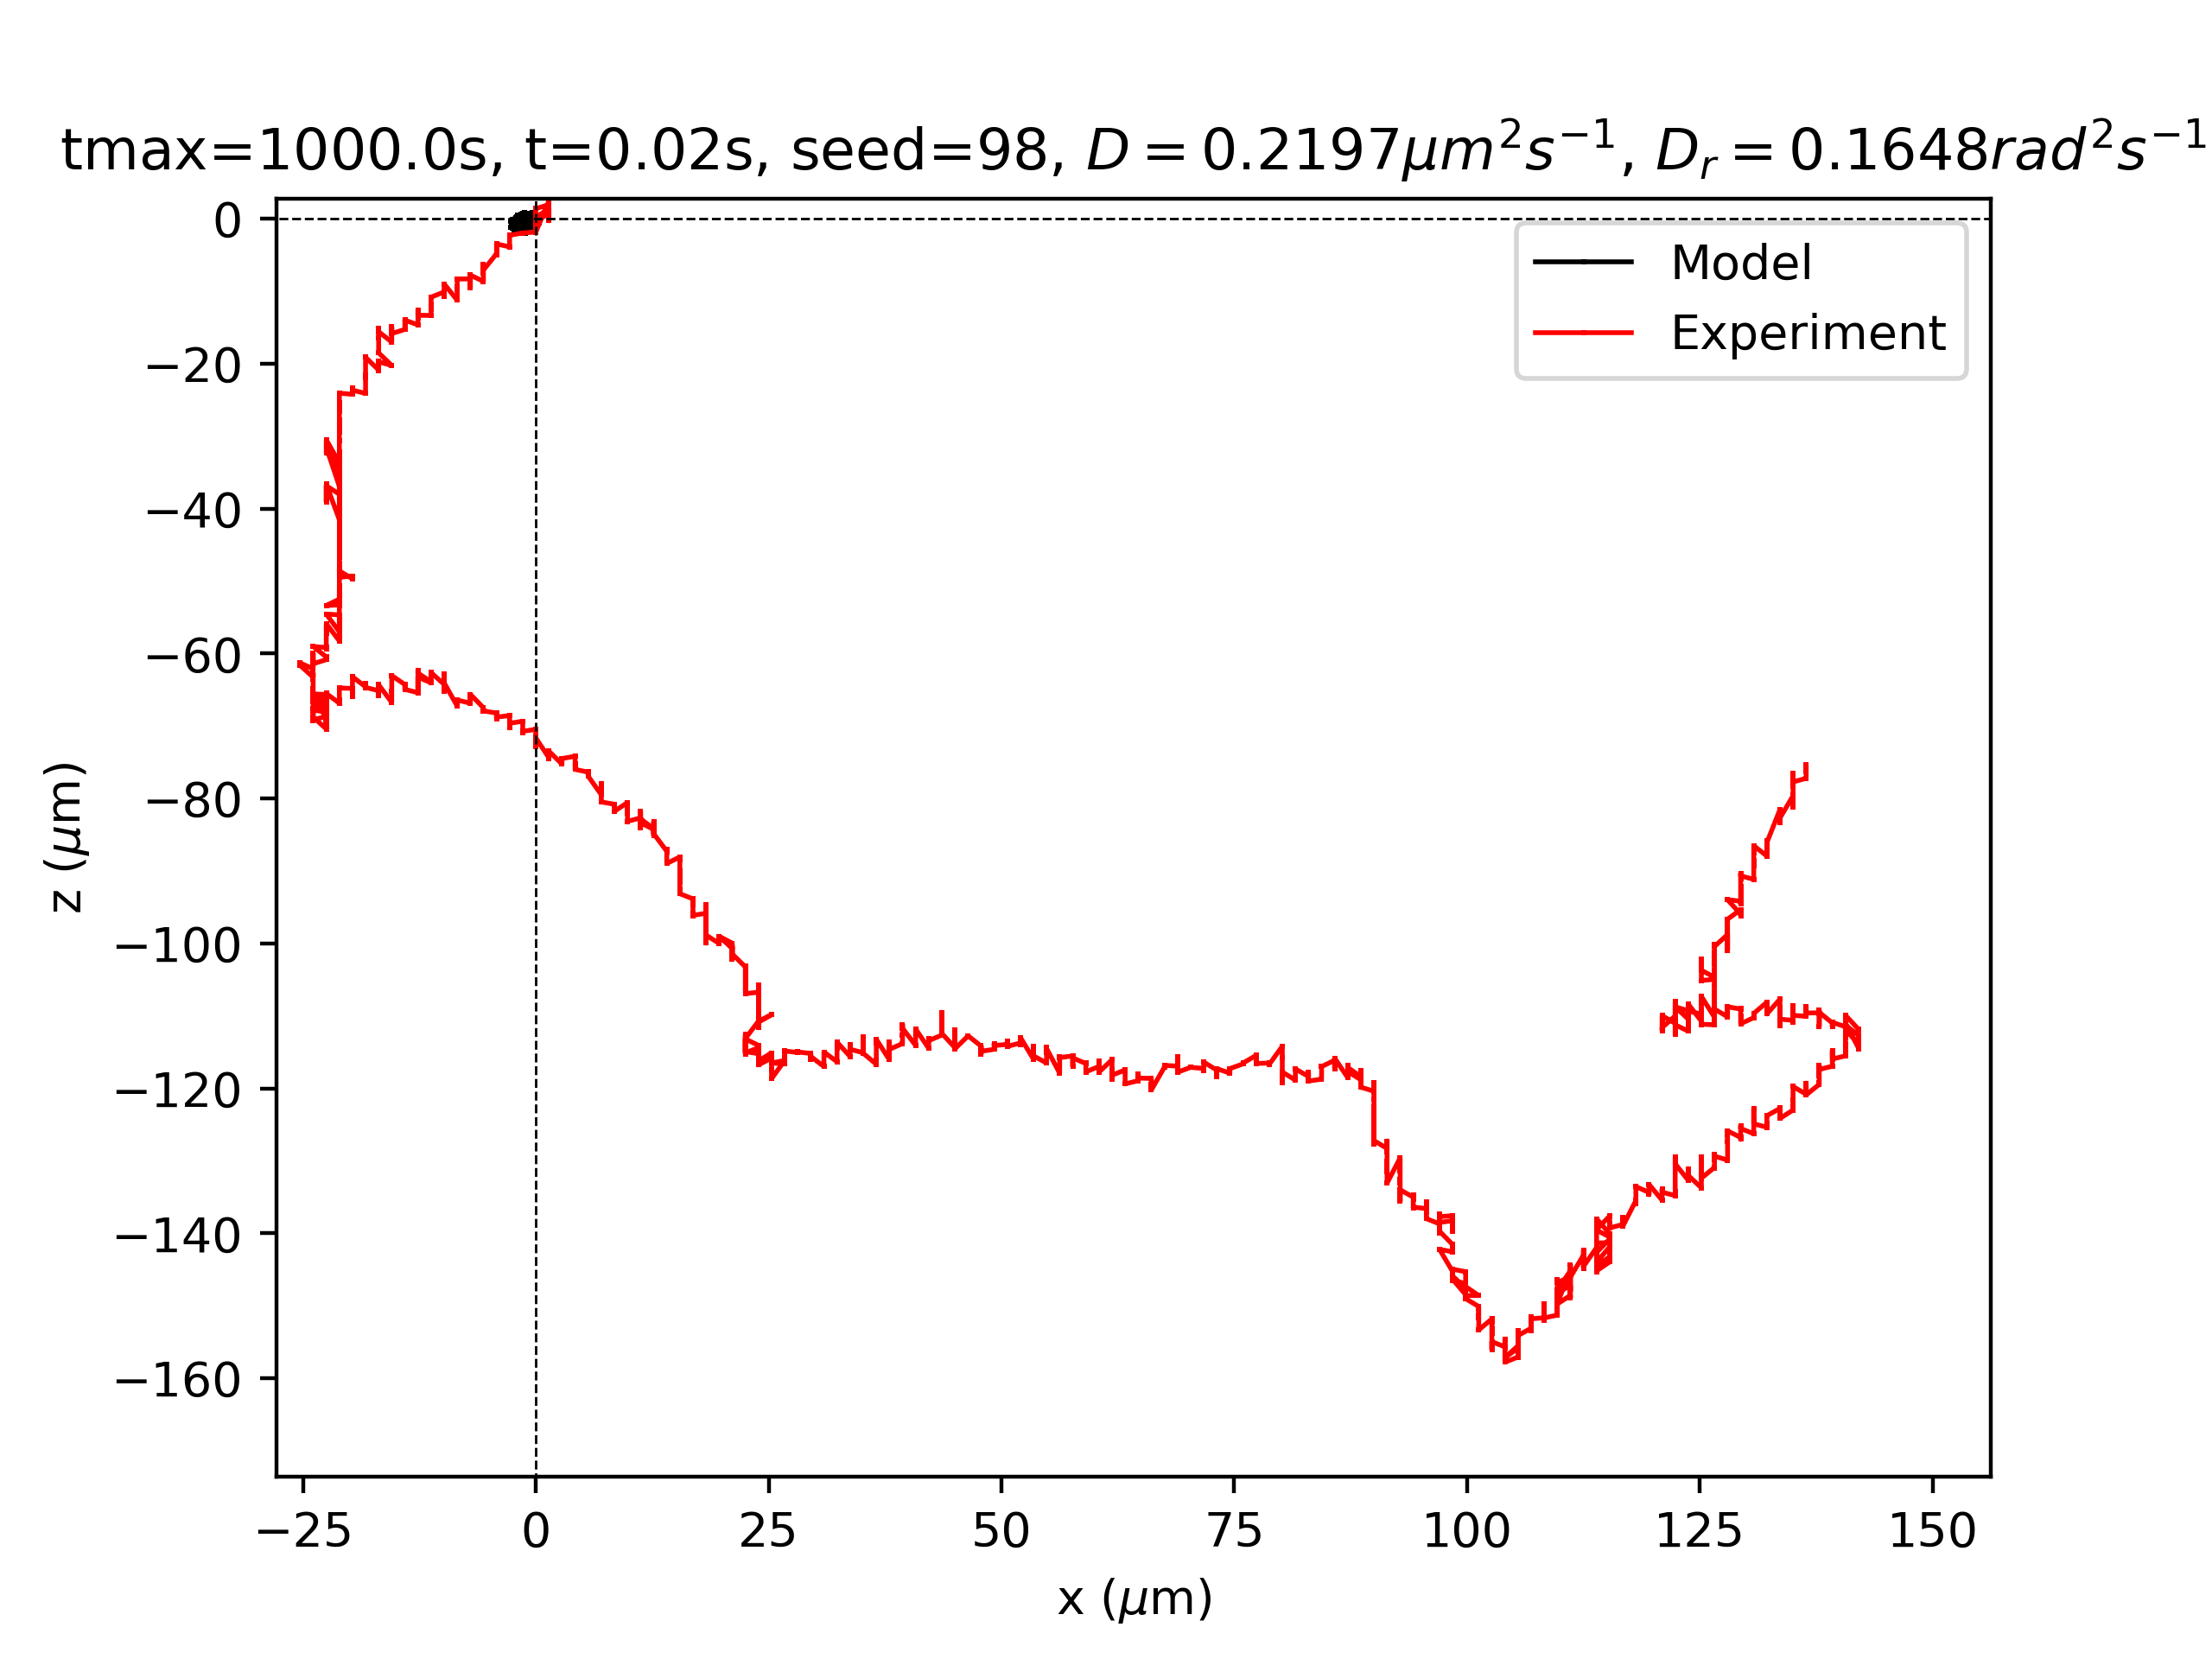 tmax=1000.0s, t=0.02s, seed=98, D = 0.2197μm²s⁻¹, Dᵣ = 0.1648rad²s⁻¹
Model
Experiment
0
−20
−40
−60
−80
−100
−120
−140
−160
z (μm)
−25 0 25 50 75 100 125 150
x (μm)